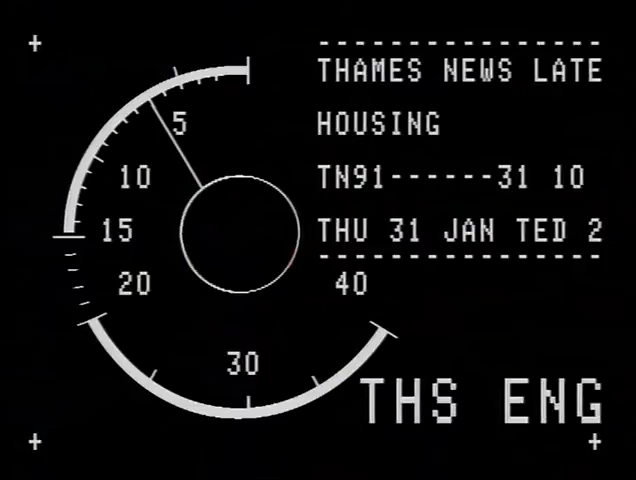 THAMES NEWS LATE
HOUSING
TN91------31 10
THU 31 JAN TED 2
5
10
15
20
30
40
THS ENG